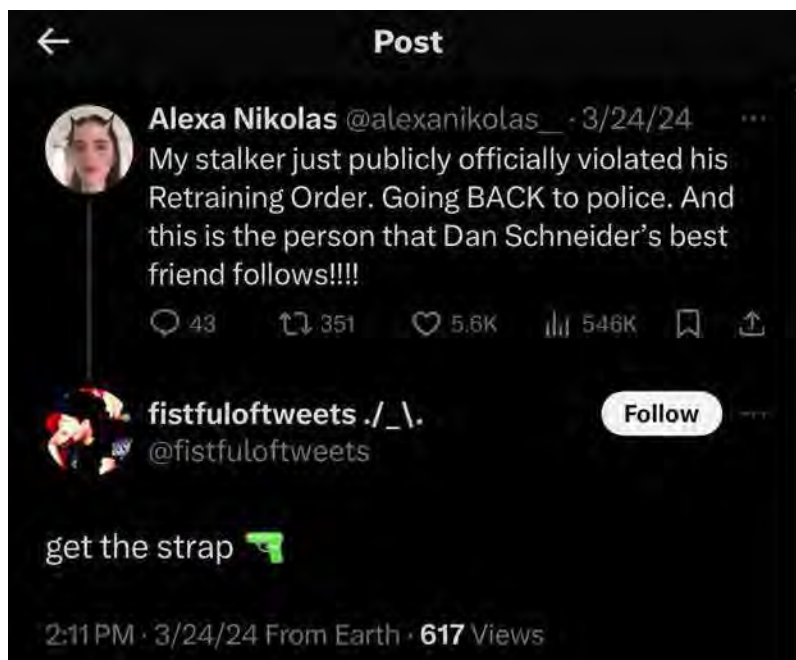 Post
Alexa Nikolas @alexanikolas__ · 3/24/24
My stalker just publicly officially violated his
Retraining Order. Going BACK to police. And
this is the person that Dan Schneider's best
friend follows!!!!
43 351 5.6K 546K
fistfuloftweets ./_\.
Follow
@fistfuloftweets
get the strap
2:11 PM · 3/24/24 From Earth · 617 Views